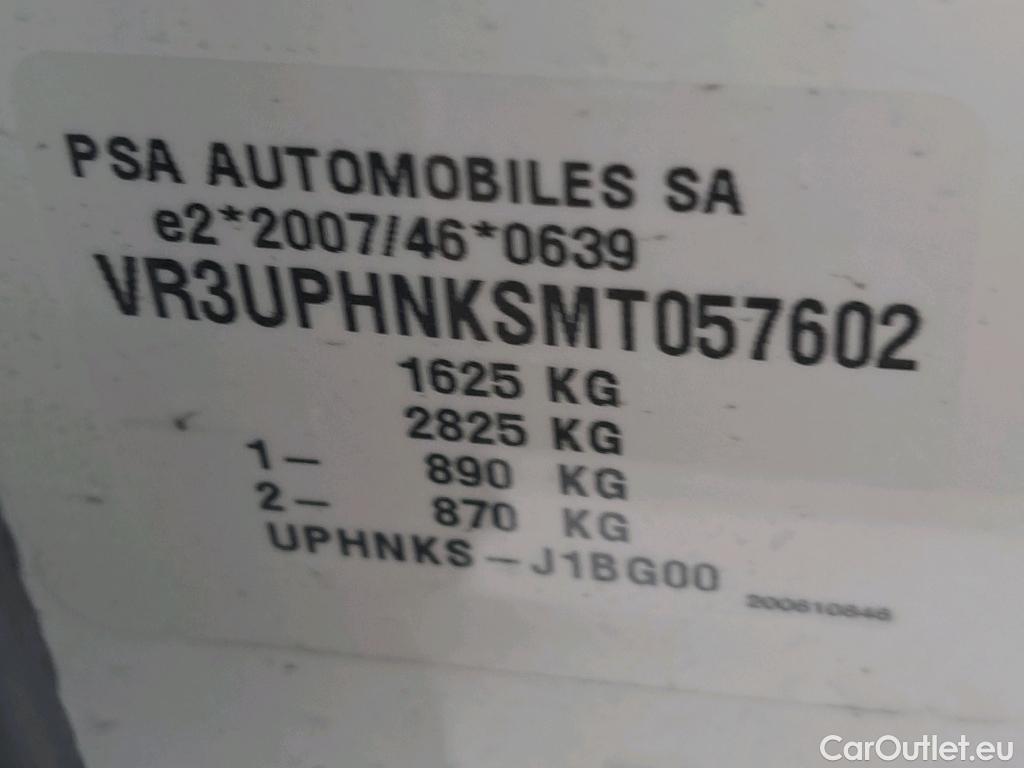 PSA AUTOMOBILES SA
e2*2007/46*0639
VR3UPHNKSMT057602
1625 KG
2825 KG
1- 890 KG
2- 870 KG
UPHNKS-J1BG00
CarOutlet.eu